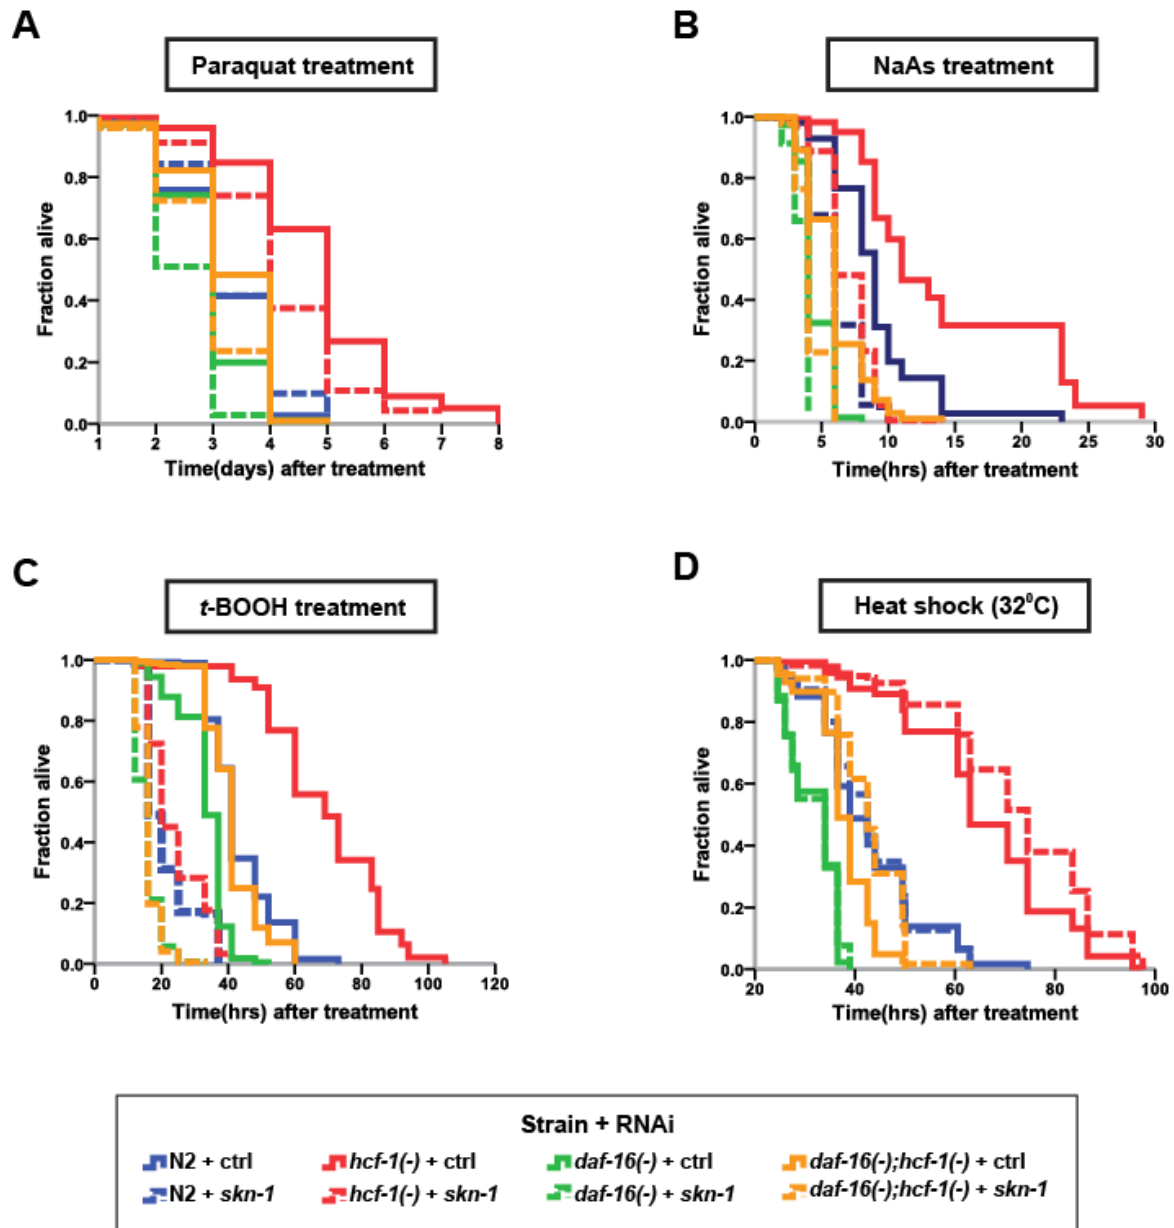 A
Paraquat treatment
1.0
0.8
0.6
0.4
0.2
0.0
Fraction alive
1 2 3 4 5 6 7 8
Time(days) after treatment
B
NaAs treatment
1.0
0.8
0.6
0.4
0.2
0.0
Fraction alive
0 5 10 15 20 25 30
Time(hrs) after treatment
C
t-BOOH treatment
1.0
0.8
0.6
0.4
0.2
0.0
Fraction alive
0 20 40 60 80 100 120
Time(hrs) after treatment
D
Heat shock (32⁰C)
1.0
0.8
0.6
0.4
0.2
0.0
Fraction alive
20 40 60 80 100
Time(hrs) after treatment
Strain + RNAi
N2 + ctrl hcf-1(-) + ctrl daf-16(-) + ctrl daf-16(-);hcf-1(-) + ctrl
N2 + skn-1 hcf-1(-) + skn-1 daf-16(-) + skn-1 daf-16(-);hcf-1(-) + skn-1